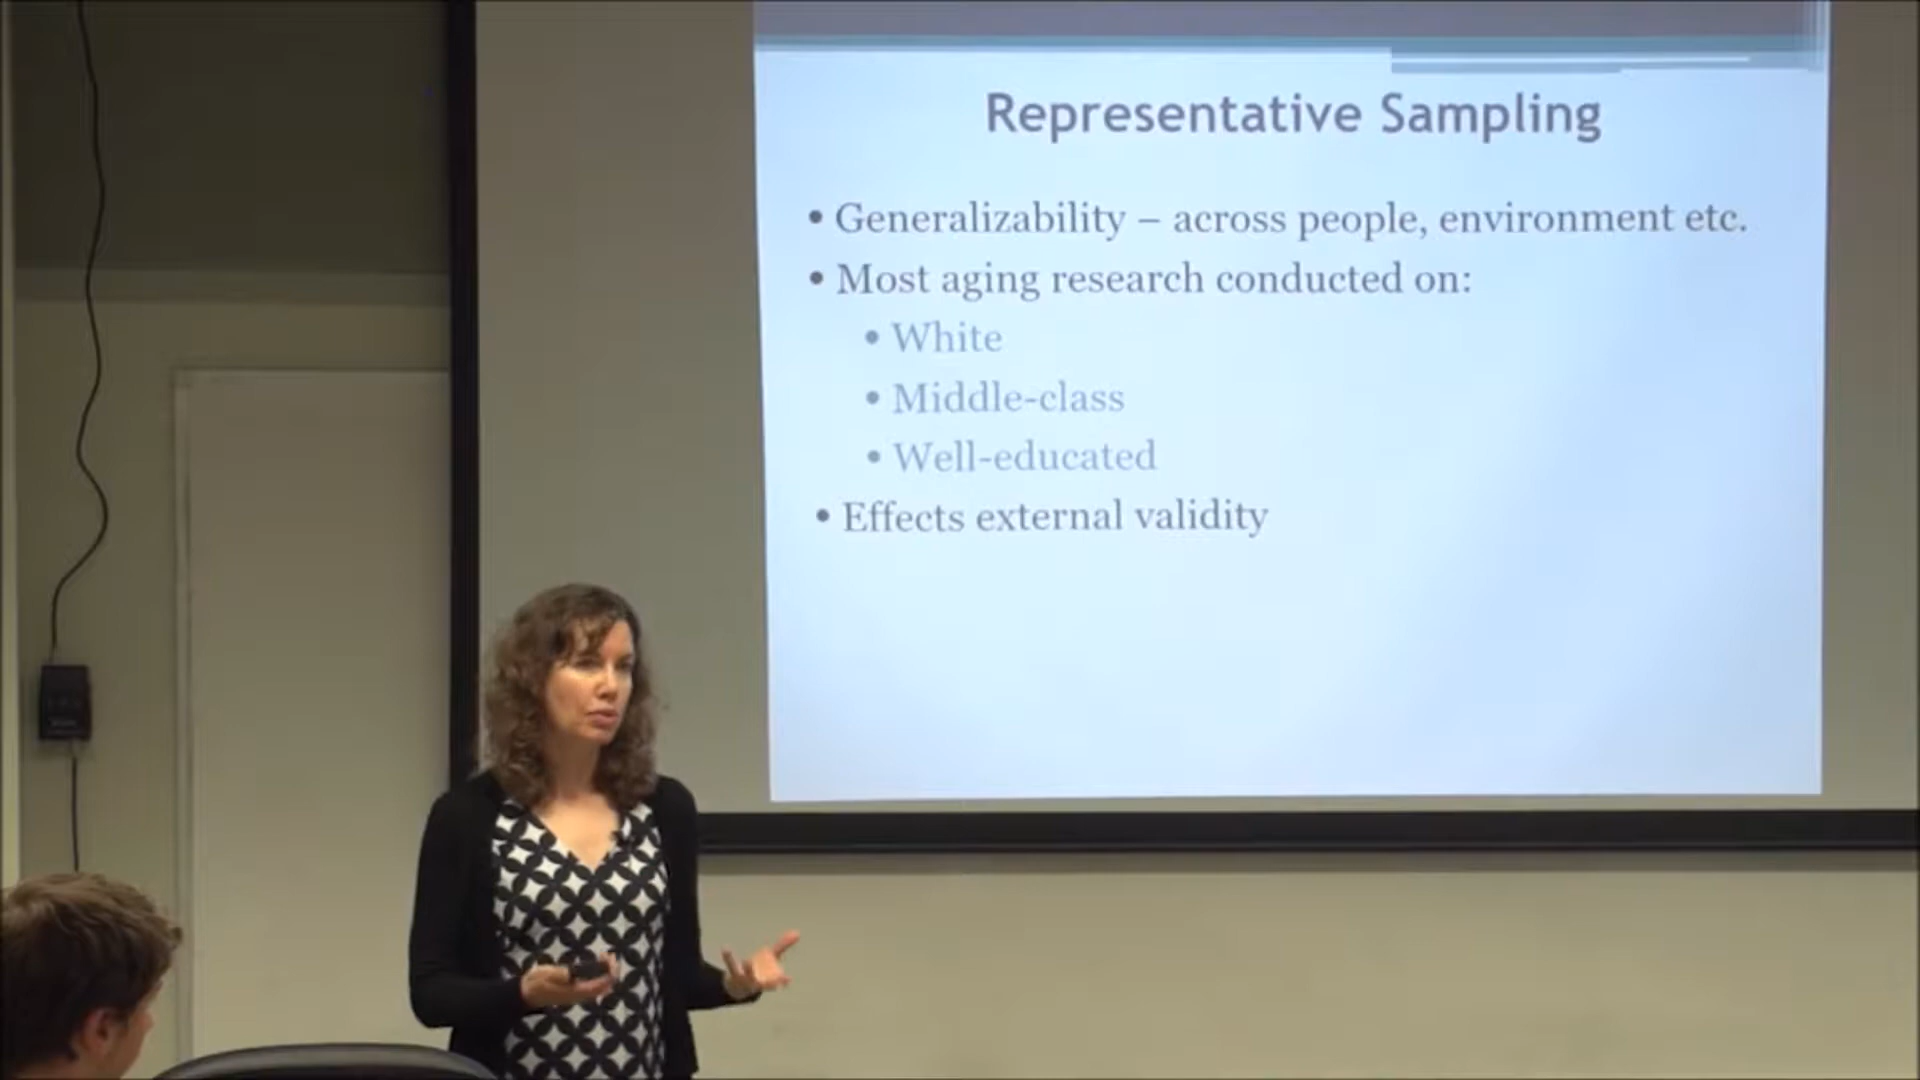 Representative Sampling
• Generalizability – across people, environment etc.
• Most aging research conducted on:
• White
• Middle-class
• Well-educated
• Effects external validity